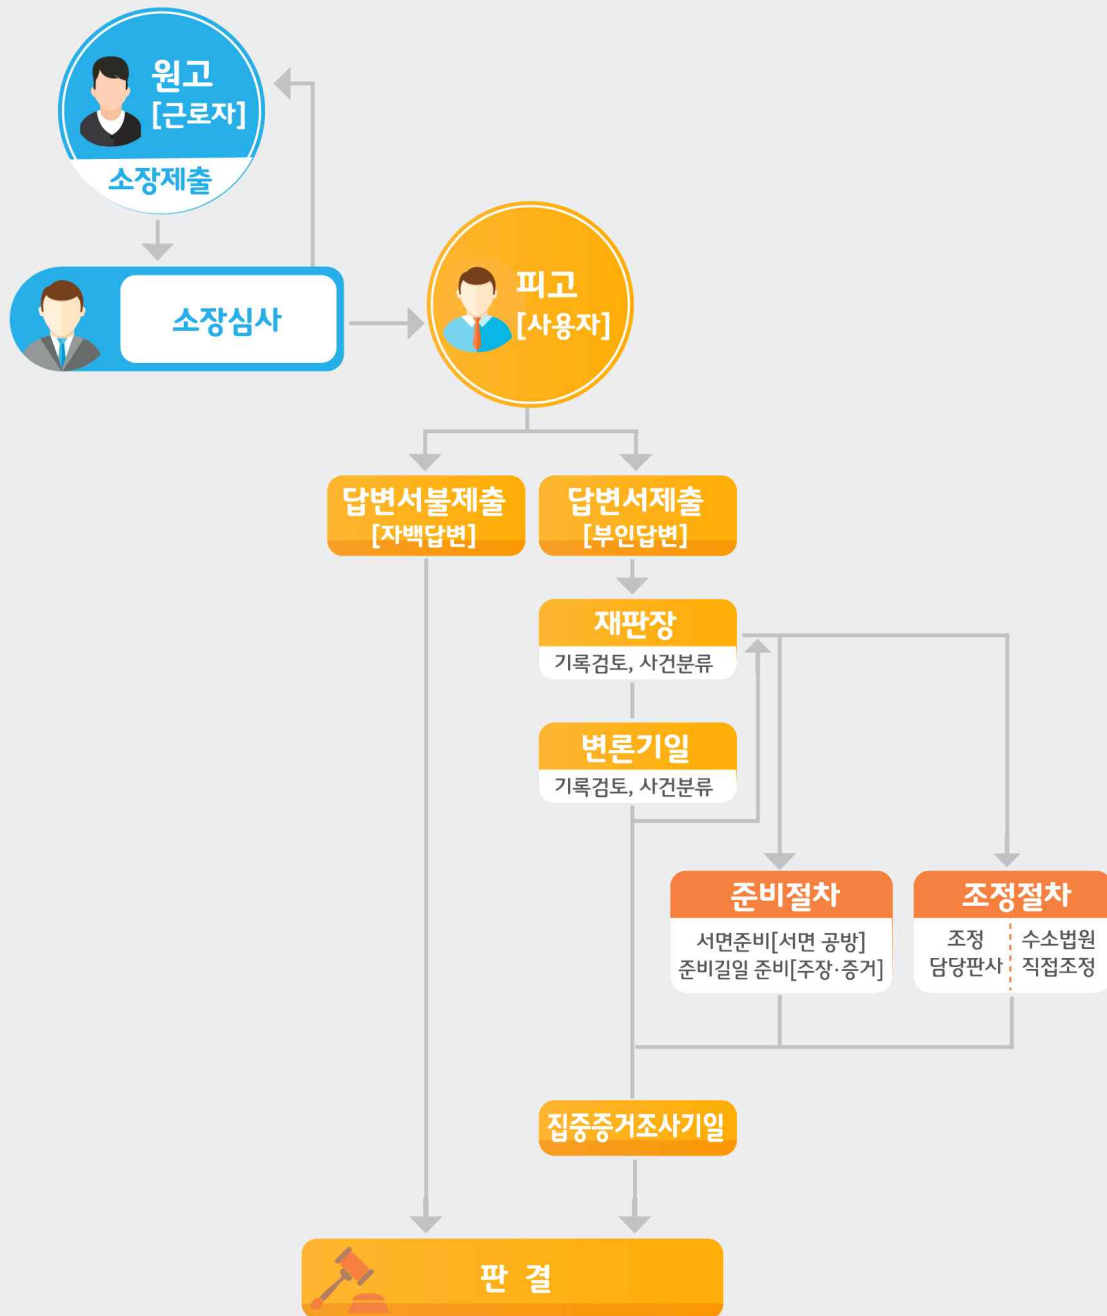 원고
[근로자]
소장제출
소장심사
피고
[사용자]
답변서불제출
[자백답변]
답변서제출
[부인답변]
재판장
기록검토, 사건분류
변론기일
기록검토, 사건분류
준비절차
서면준비[서면 공방]
준비길일 준비[주장·증거]
조정절차
조정
담당판사
수소법원
직접조정
집중증거조사기일
판 결